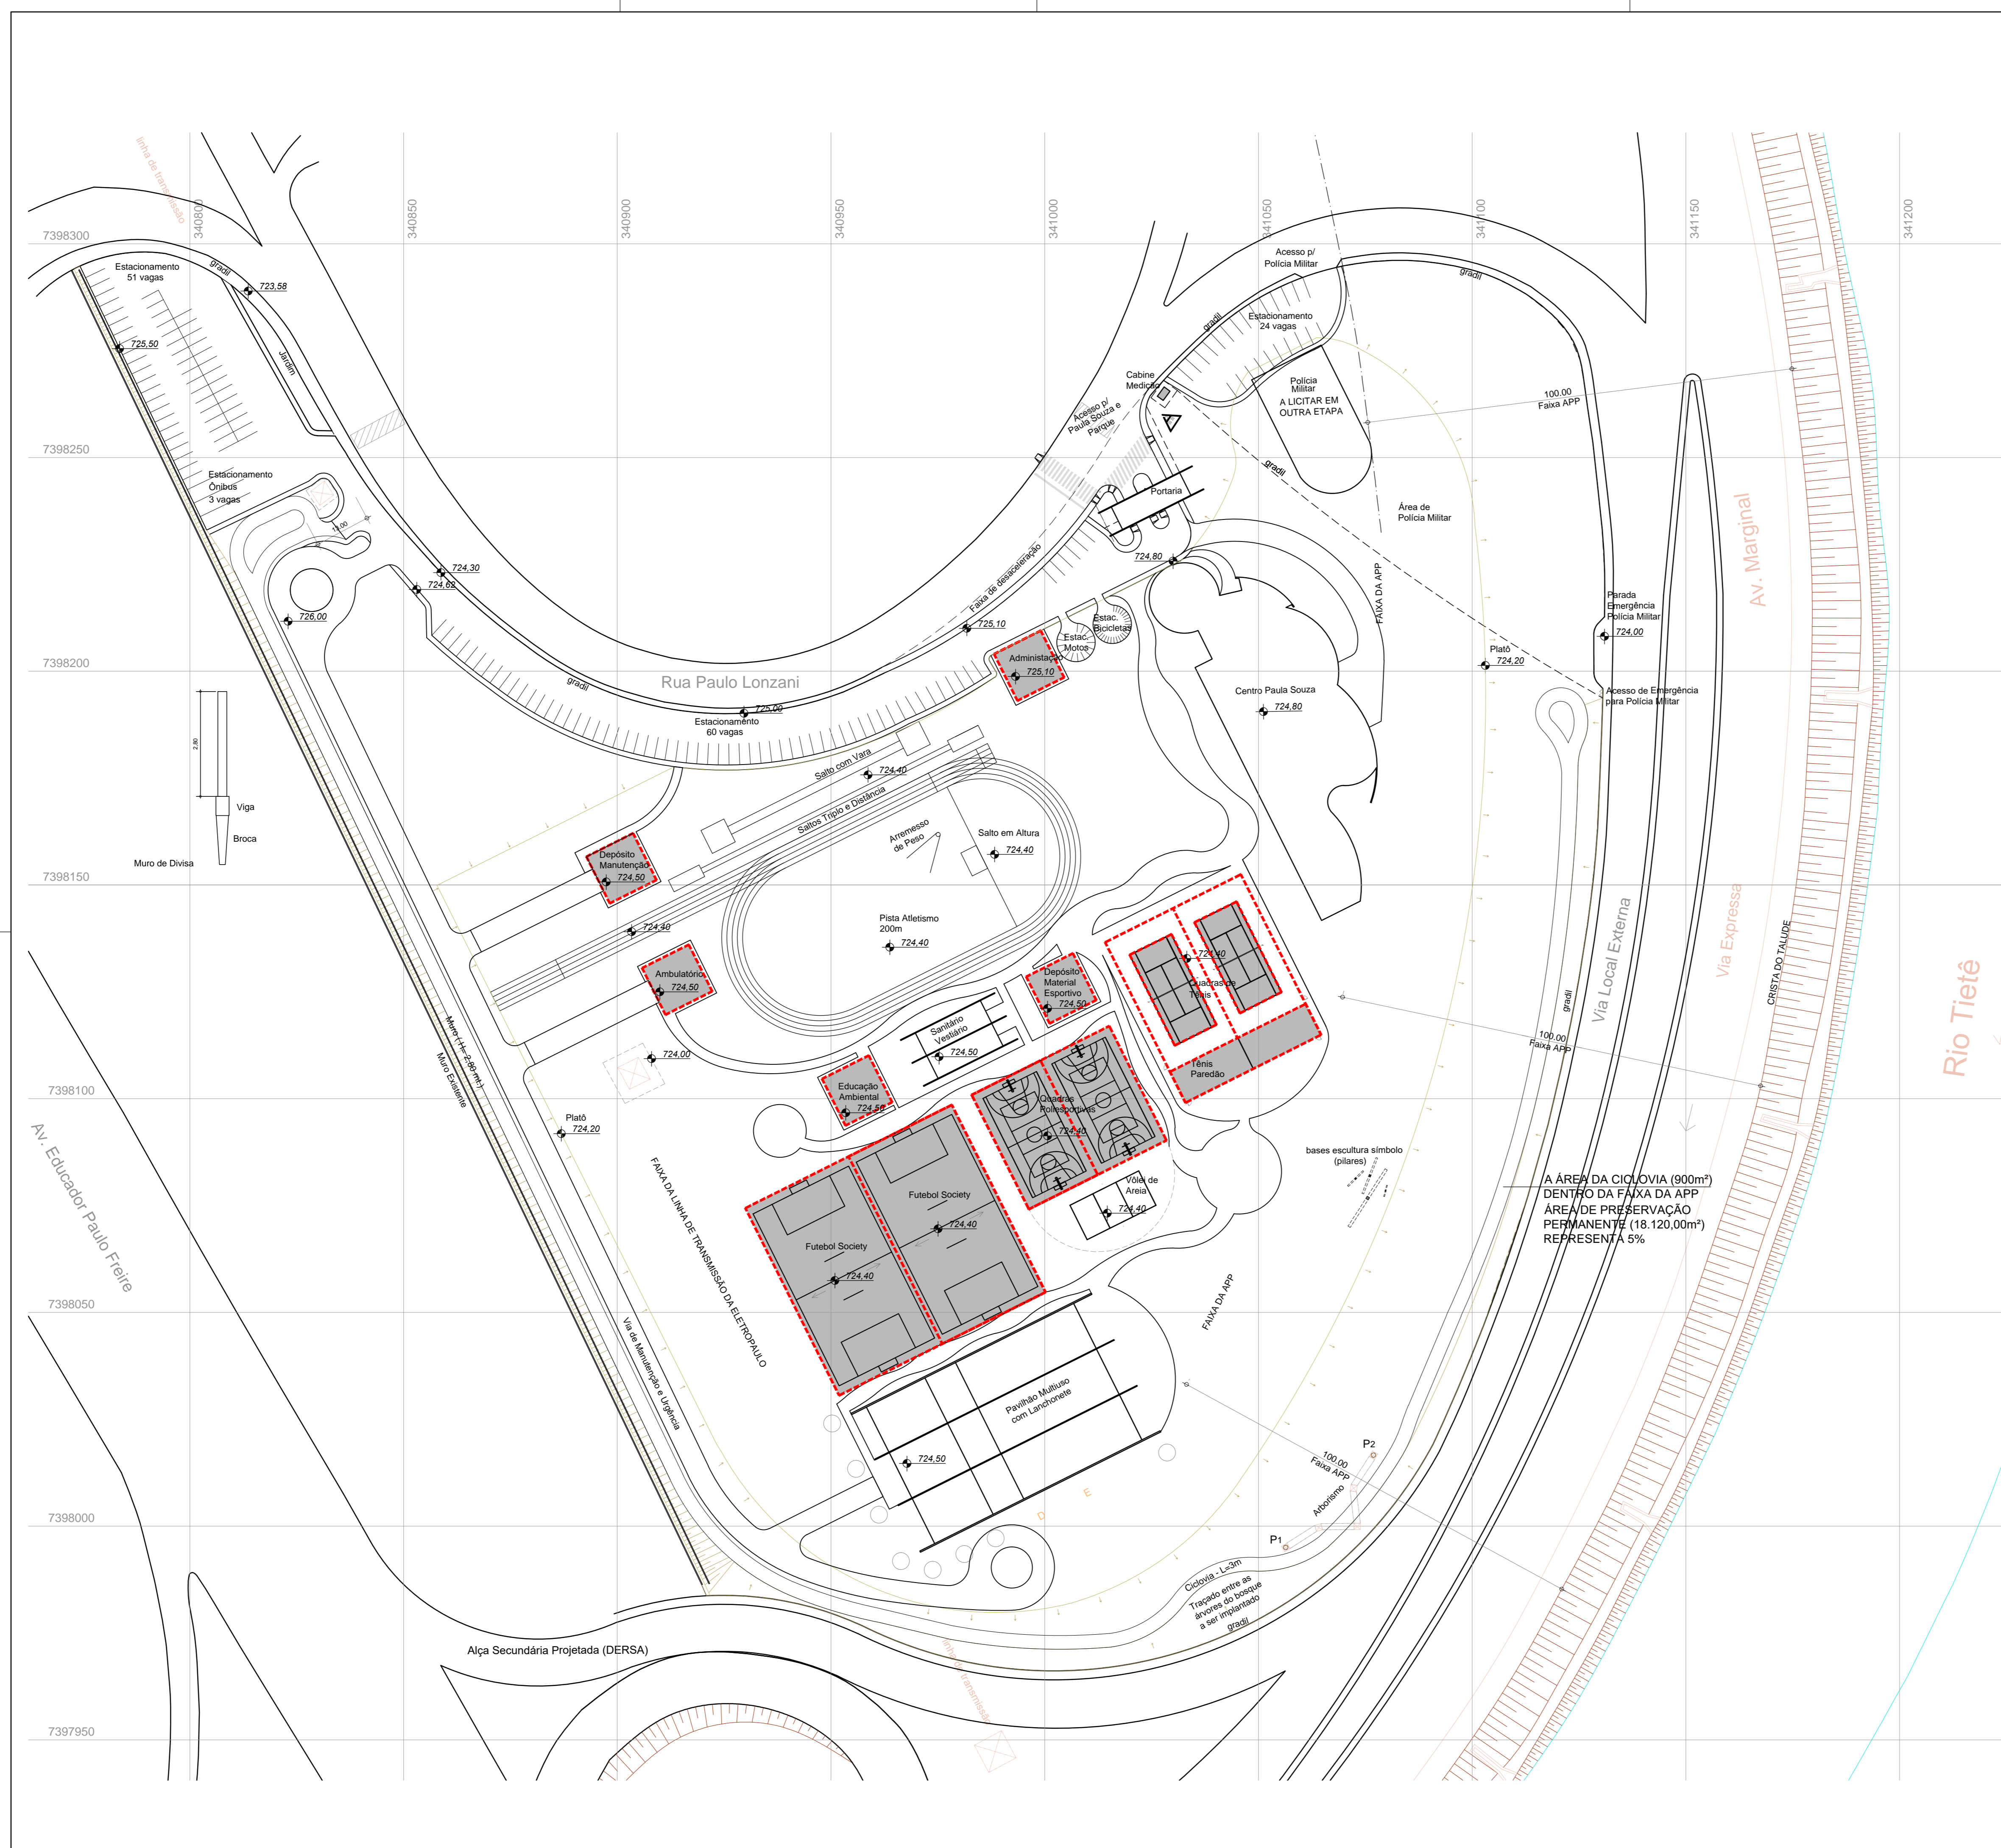 linha de transmissão
340800
340850
340900
340950
341000
341050
341100
341150
341200
7398300
7398250
7398200
7398150
7398100
7398050
7398000
7397950
Estacionamento
51 vagas
gradil
723,58
725,50
Jardim
Estacionamento
Ônibus
3 vagas
724,30
724,62
726,00
Acesso p/
Polícia Militar
gradil
gradil
Estacionamento
24 vagas
Cabine
Medição
Polícia
Militar
A LICITAR EM
OUTRA ETAPA
100.00
Faixa APP
Acesso p/
Paula Souza e
Parque
gradil
Portaria
Área de
Polícia Militar
Av. Marginal
724,80
Faixa de desaceleração
FAIXA DA APP
Parada
Emergência
Polícia Militar
724,00
725,10
Estac.
Bicicletas
Estac.
Motos
Administação
725,10
Platô
724,20
Rua Paulo Lonzani
gradil
725,00
Estacionamento
60 vagas
Centro Paula Souza
724,80
Acesso de Emergência
para Polícia Militar
2.80
Viga
Broca
Muro de Divisa
Salto com Vara
724,40
Saltos Triplo e Distância
Arremesso
de Peso
Salto em Altura
724,40
Depósito
Manutenção
724,50
724,40
Pista Atletismo
200m
724,40
Via Expressa
CRISTA DO TALUDE
Via Local Externa
Rio Tietê
Ambulatório
724,50
Depósito
Material
Esportivo
724,50
724,40
Quadras de
Tênis
gradil
100.00
Faixa APP
Sanitário
Vestiário
724,50
Muro ( H= 2,80 mt.)
Muro Existente
724,00
Tênis
Paredão
Educação
Ambiental
724,50
Quadras
Poliesportivas
724,40
Platô
724,20
Av. Educador Paulo Freire
FAIXA DA LINHA DE TRANSMISSÃO DA ELETROPAULO
bases escultura símbolo
(pilares)
A ÁREA DA CICLOVIA (900m²)
DENTRO DA FAIXA DA APP
ÁREA DE PRESERVAÇÃO
PERMANENTE (18.120,00m²)
REPRESENTA 5%
Vôlei de
Areia
724,40
Futebol Society
724,40
Futebol Society
724,40
FAIXA DA APP
Via de Manutenção e Urgência
Pavilhão Multiuso
com Lanchonete
724,50
100.00
Faixa APP
P2
Arborismo
P1
D
E
Ciclovia - L=3m
Traçado entre as
árvores do bosque
a ser implantado
gradil
Alça Secundária Projetada (DERSA)
linha de transmissão